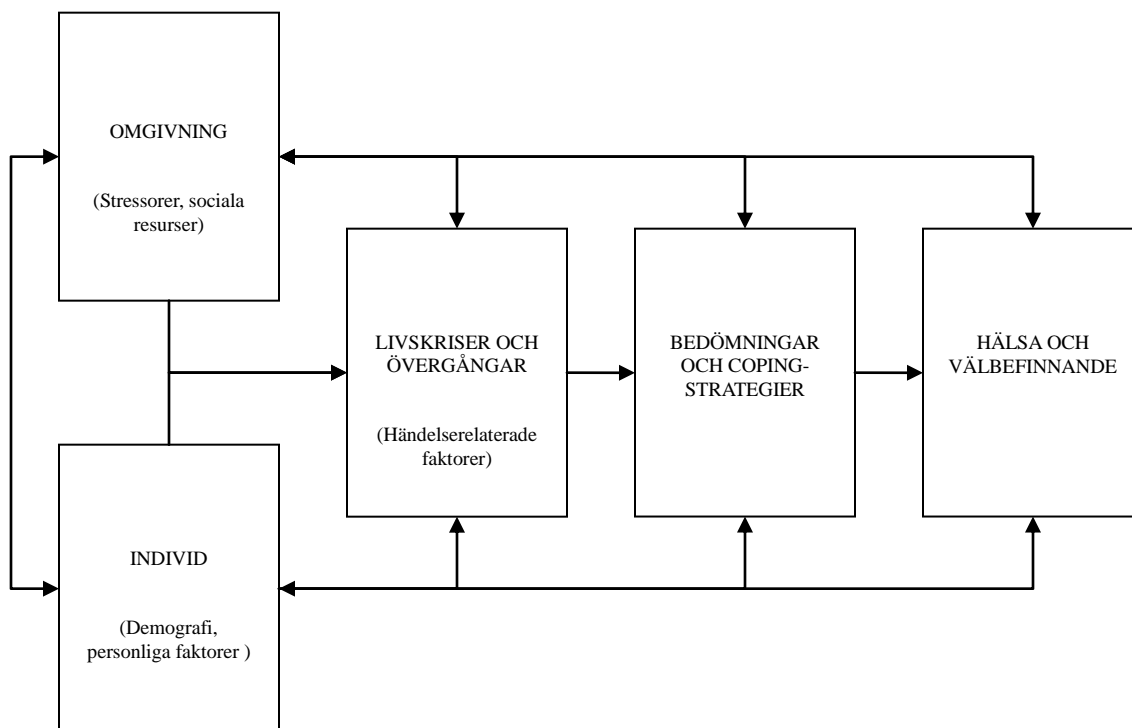 OMGIVNING
(Stressorer, sociala
resurser)
LIVSKRISER OCH
ÖVERGÅNGAR
(Händelserelaterade
faktorer)
BEDÖMNINGAR
OCH COPING-
STRATEGIER
HÄLSA OCH
VÄLBEFINNANDE
INDIVID
(Demografi,
personliga faktorer )